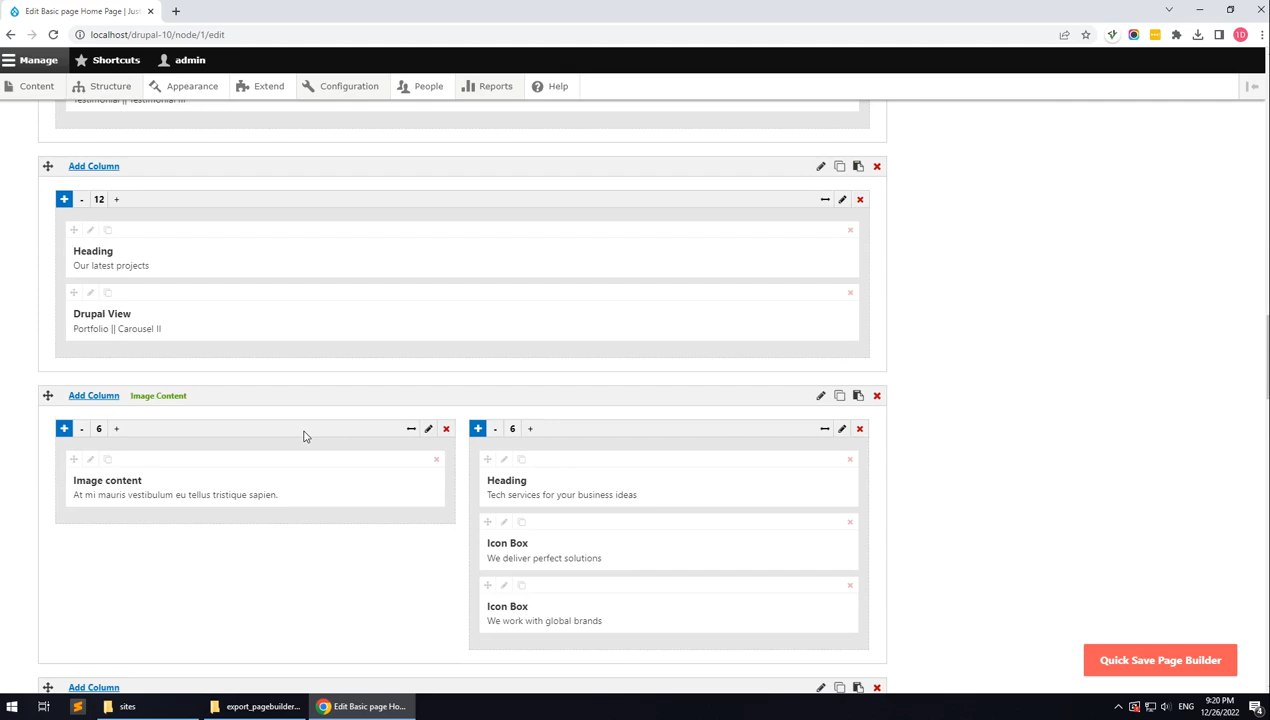 Edit Basic page Home Page | Jus
localhost/drupal-10/node/1/edit
1D
Manage
Shortcuts
admin
Content
Structure
Appearance
Extend
Configuration
People
Reports
Help
Testimonial || Testimonial III
Add Column
- 12 +
Heading
Our latest projects
Drupal View
Portfolio || Carousel II
Add Column Image Content
- 6 +
Image content
At mi mauris vestibulum eu tellus tristique sapien.
- 6 +
Heading
Tech services for your business ideas
Icon Box
We deliver perfect solutions
Icon Box
We work with global brands
Quick Save Page Builder
Add Column
sites
export_pagebuilder...
Edit Basic page Ho...
ENG
9:20 PM
12/26/2022
4